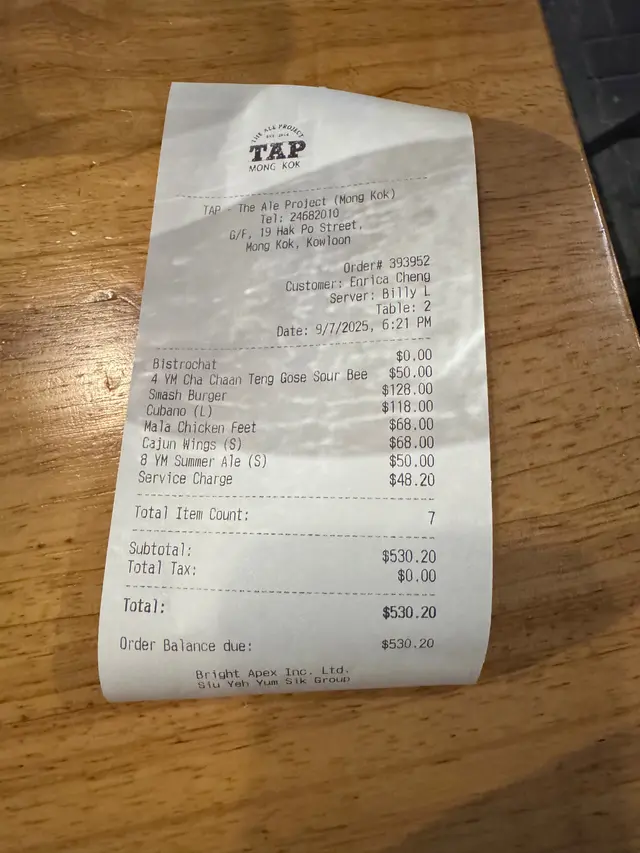 THE ALE PROJECT
EST. 2014
TAP
MONG KOK
TAP - The Ale Project (Mong Kok)
Tel: 24682010
G/F, 19 Hak Po Street,
Mong Kok, Kowloon
Order# 393952
Customer: Enrica Cheng
Server: Billy L
Table: 2
Date: 9/7/2025, 6:21 PM
Bistrochat $0.00
4 YM Cha Chaan Teng Gose Sour Bee $50.00
Smash Burger $128.00
Cubano (L) $118.00
Mala Chicken Feet $68.00
Cajun Wings (S) $68.00
8 YM Summer Ale (S) $50.00
Service Charge $48.20
Total Item Count: 7
Subtotal: $530.20
Total Tax: $0.00
Total: $530.20
Order Balance due: $530.20
Bright Apex Inc. Ltd.
Siu Yeh Yum Sik Group